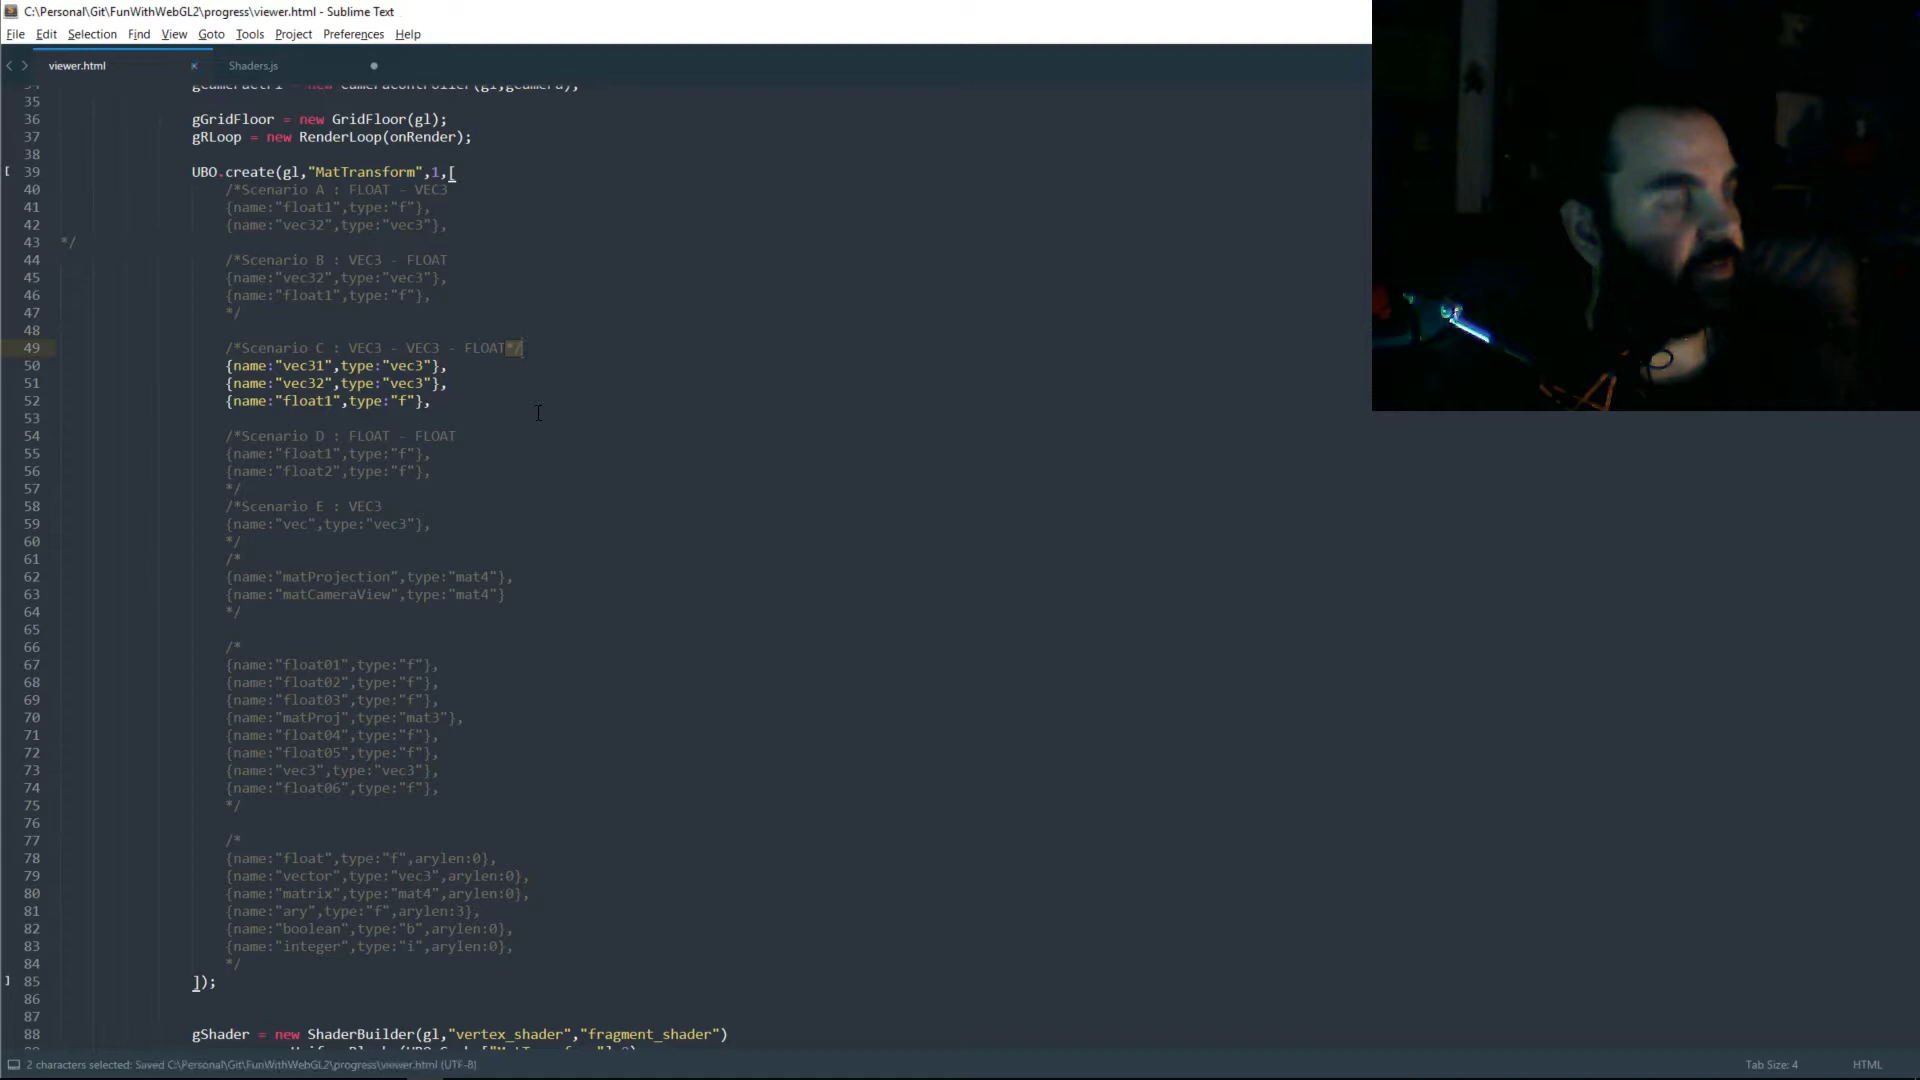 C:\Personal\Git\FunWithWebGL2\progress\viewer.html - Sublime Text
File Edit Selection Find View Goto Tools Project Preferences Help
viewer.html × Shaders.js
35
36 gGridFloor = new GridFloor(gl);
37 gRLoop = new RenderLoop(onRender);
38
39 UBO.create(gl,"MatTransform",1,[
40 /*Scenario A : FLOAT - VEC3
41 {name:"float1",type:"f"},
42 {name:"vec32",type:"vec3"},
43 */
44 /*Scenario B : VEC3 - FLOAT
45 {name:"vec32",type:"vec3"},
46 {name:"float1",type:"f"},
47 */
48
49 /*Scenario C : VEC3 - VEC3 - FLOAT*/
50 {name:"vec31",type:"vec3"},
51 {name:"vec32",type:"vec3"},
52 {name:"float1",type:"f"},
53
54 /*Scenario D : FLOAT - FLOAT
55 {name:"float1",type:"f"},
56 {name:"float2",type:"f"},
57 */
58 /*Scenario E : VEC3
59 {name:"vec",type:"vec3"},
60 */
61 /*
62 {name:"matProjection",type:"mat4"},
63 {name:"matCameraView",type:"mat4"}
64 */
65
66 /*
67 {name:"float01",type:"f"},
68 {name:"float02",type:"f"},
69 {name:"float03",type:"f"},
70 {name:"matProj",type:"mat3"},
71 {name:"float04",type:"f"},
72 {name:"float05",type:"f"},
73 {name:"vec3",type:"vec3"},
74 {name:"float06",type:"f"},
75 */
76
77 /*
78 {name:"float",type:"f",arylen:0},
79 {name:"vector",type:"vec3",arylen:0},
80 {name:"matrix",type:"mat4",arylen:0},
81 {name:"ary",type:"f",arylen:3},
82 {name:"boolean",type:"b",arylen:0},
83 {name:"integer",type:"i",arylen:0},
84 */
85 ]);
86
87
88 gShader = new ShaderBuilder(gl,"vertex_shader","fragment_shader")
2 characters selected: Saved C:\Personal\Git\FunWithWebGL2\progress\viewer.html (UTF-8) Tab Size: 4 HTML